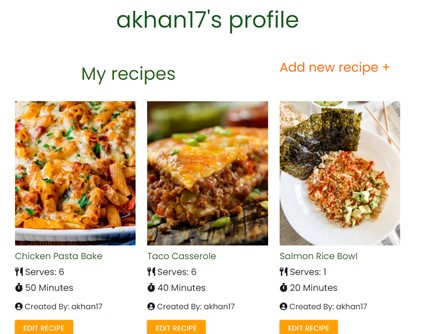 akhan17's profile
My recipes
Add new recipe +
Chicken Pasta Bake
Serves: 6
50 Minutes
Created By: akhan17
EDIT RECIPE
Taco Casserole
Serves: 6
40 Minutes
Created By: akhan17
EDIT RECIPE
Salmon Rice Bowl
Serves: 1
20 Minutes
Created By: akhan17
EDIT RECIPE